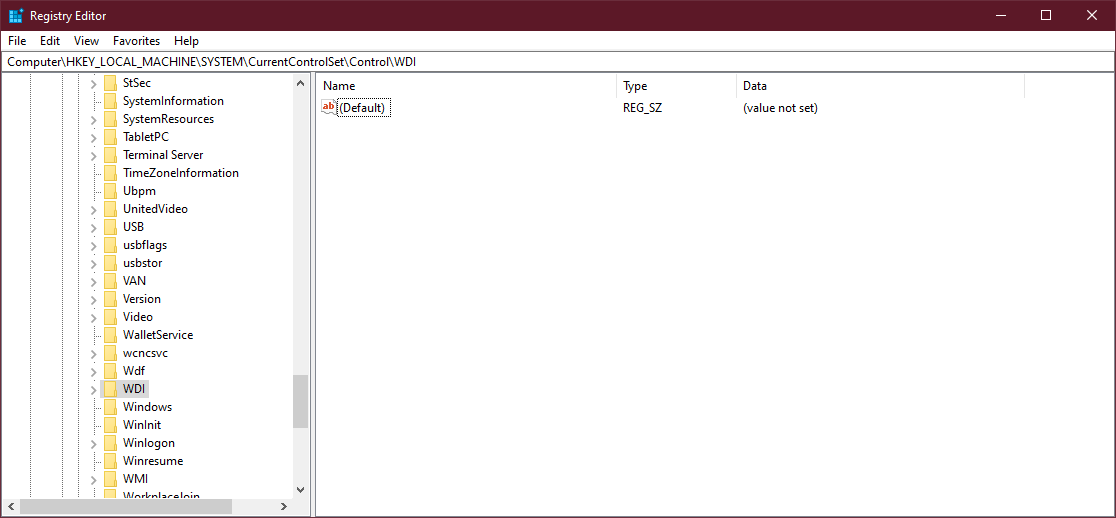 Registry Editor
File Edit View Favorites Help
Computer\HKEY_LOCAL_MACHINE\SYSTEM\CurrentControlSet\Control\WDI
StSec
SystemInformation
SystemResources
TabletPC
Terminal Server
TimeZoneInformation
Ubpm
UnitedVideo
USB
usbflags
usbstor
VAN
Version
Video
WalletService
wcncsvc
Wdf
WDI
Windows
WinInit
Winlogon
Winresume
WMI
WorkplaceJoin
Name Type Data
ab (Default) REG_SZ (value not set)